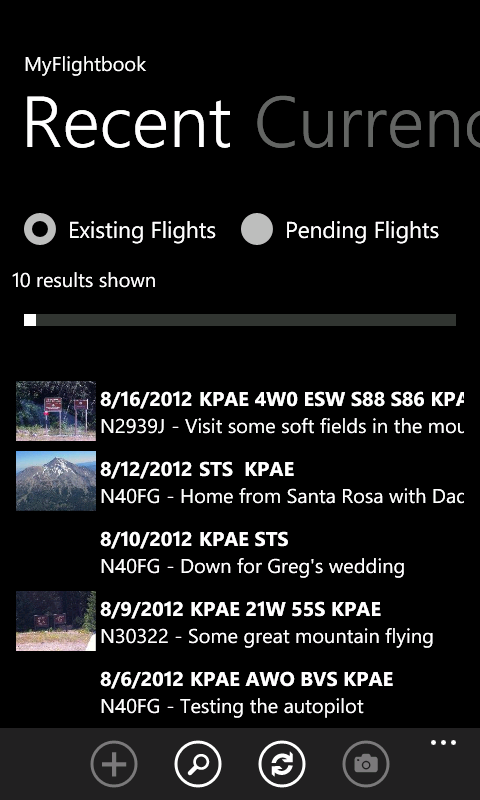 MyFlightbook
Recent Currenc
Existing Flights Pending Flights
10 results shown
8/16/2012 KPAE 4W0 ESW S88 S86 KPA
N2939J - Visit some soft fields in the mou
8/12/2012 STS  KPAE
N40FG - Home from Santa Rosa with Dad
8/10/2012 KPAE STS
N40FG - Down for Greg's wedding
8/9/2012 KPAE 21W 55S KPAE
N30322 - Some great mountain flying
8/6/2012 KPAE AWO BVS KPAE
N40FG - Testing the autopilot